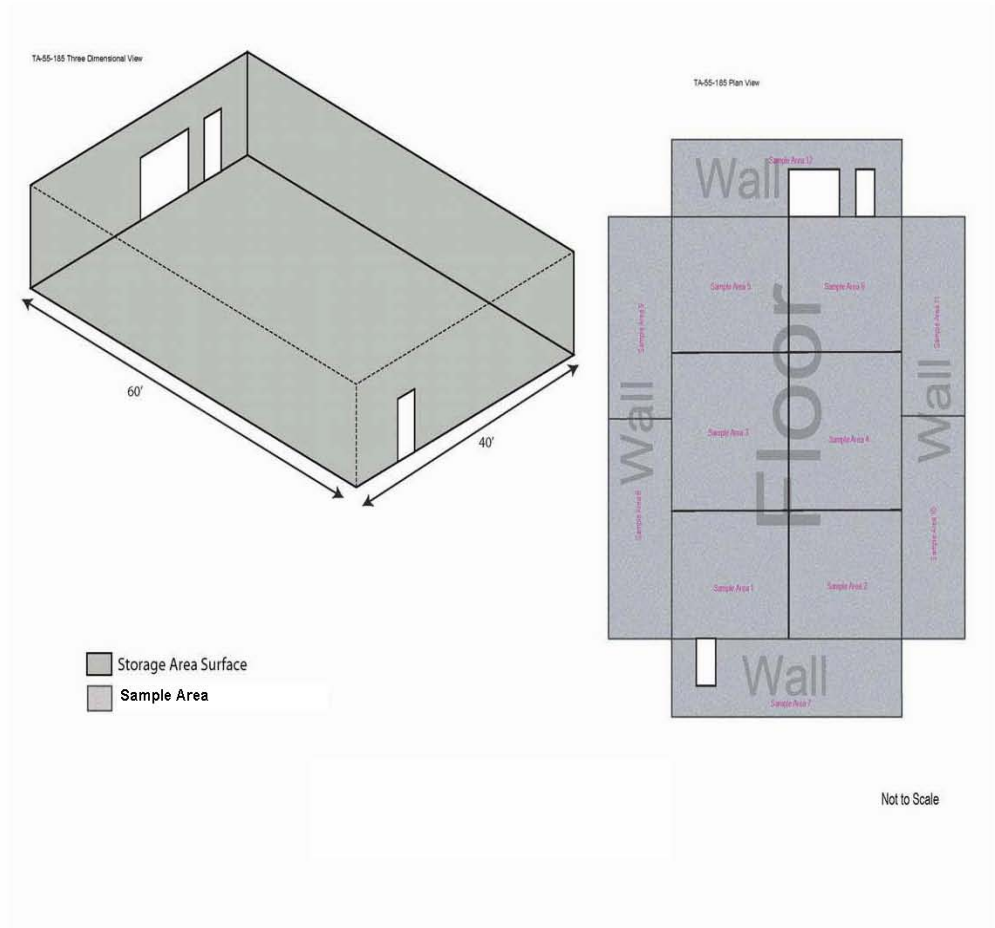 TA-55-185 Three Dimensional View
TA-55-185 Plan View
Wall
Sample Area 12
Sample Area 5
Sample Area 6
Sample Area 9
Sample Area 11
Floor
Wall
Wall
60'
40'
Sample Area 3
Sample Area 4
Sample Area 8
Sample Area 10
Sample Area 1
Sample Area 2
Storage Area Surface
Sample Area
Wall
Sample Area 7
Not to Scale